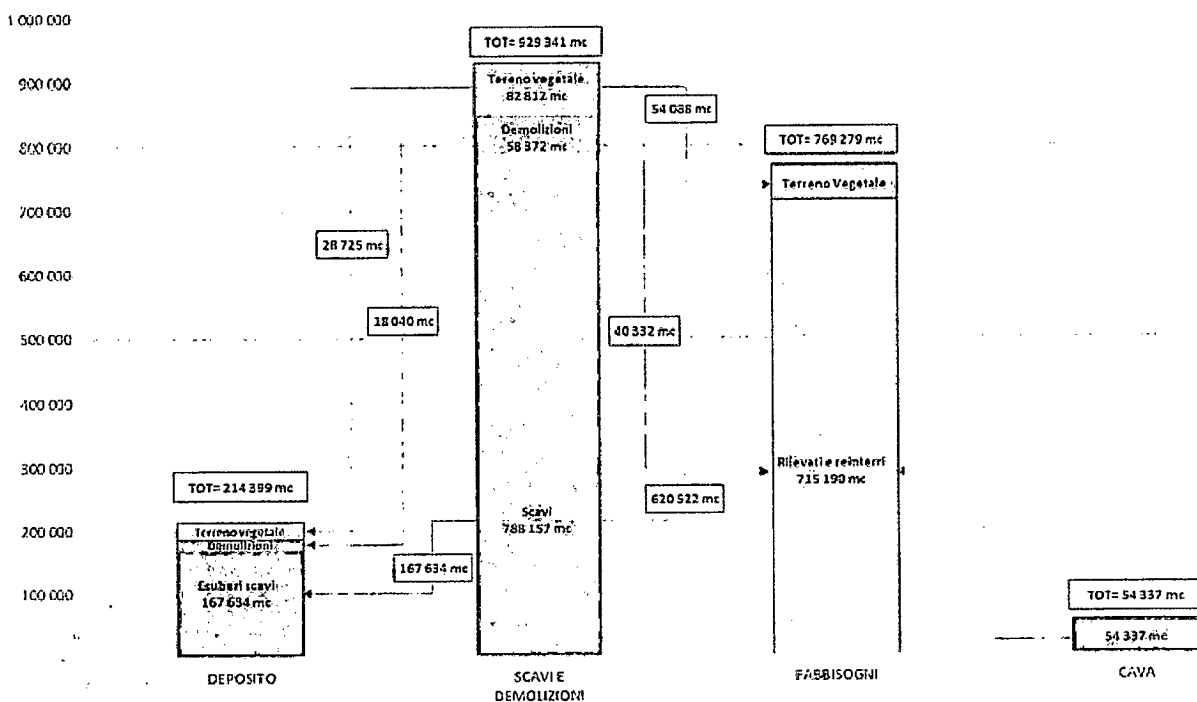 1 000 000
900 000
800 000
700 000
600 000
500 000
400 000
300 000
200 000
100 000
TOT= 929 341 mc
Terreno vegetale
82 812 mc
Demolizioni
58 372 mc
Scavi
788 157 mc
54 088 mc
TOT= 769 279 mc
Terreno Vegetale
Rilevati e reinterri
715 190 mc
28 725 mc
18 040 mc
40 332 mc
620 522 mc
167 634 mc
TOT= 214 399 mc
Terreno vegetale
Demolizioni
Esuberi scavi
167 634 mc
TOT= 54 337 mc
54 337 mc
DEPOSITO
SCAVI E
DEMOLIZIONI
FABBISOGNI
CAVA